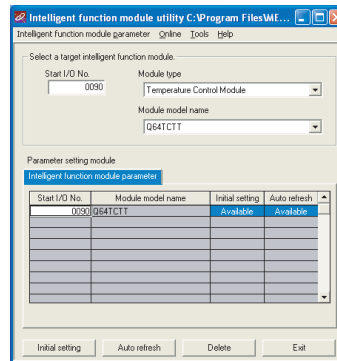 Intelligent function module utility C:\Program Files\ME...
Intelligent function module parameter Online Tools Help
Select a target intelligent function module.
Start I/O No. Module type
0090 Temperature Control Module
Module model name
Q64TCTT
Parameter setting module
Intelligent function module parameter
Start I/O No. Module model name Initial setting Auto refresh
0090 Q64TCTT Available Available
Initial setting Auto refresh Delete Exit